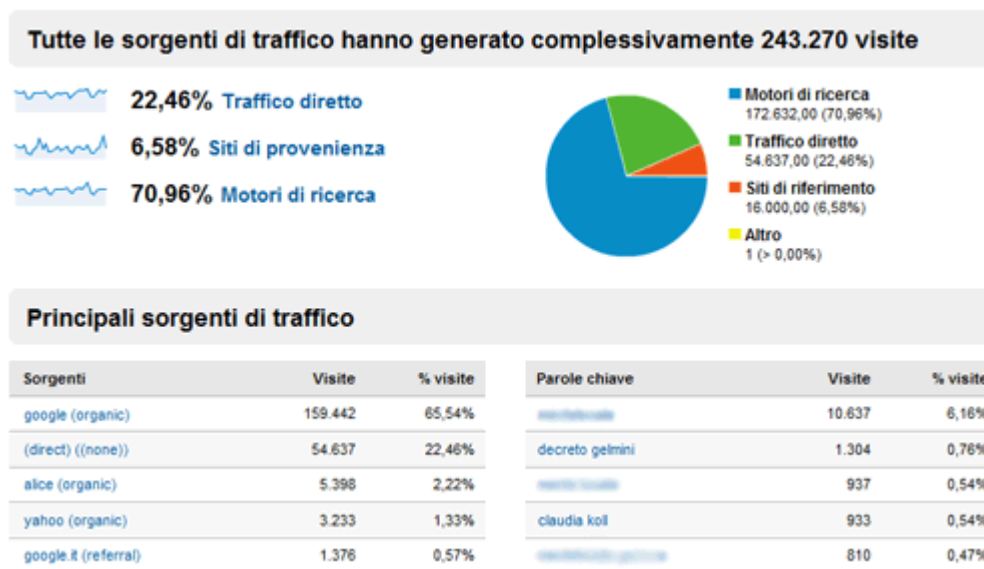 Tutte le sorgenti di traffico hanno generato complessivamente 243.270 visite
22,46% Traffico diretto
6,58% Siti di provenienza
70,96% Motori di ricerca
Motori di ricerca
172.632,00 (70,96%)
Traffico diretto
54.637,00 (22,46%)
Siti di riferimento
16.000,00 (6,58%)
Altro
1 (> 0,00%)
Principali sorgenti di traffico
Sorgenti Visite % visite
google (organic) 159.442 65,54%
(direct) ((none)) 54.637 22,46%
alice (organic) 5.398 2,22%
yahoo (organic) 3.233 1,33%
google.it (referral) 1.376 0,57%
Parole chiave Visite % visite
10.637 6,16%
decreto gelmini 1.304 0,76%
937 0,54%
claudia koll 933 0,54%
810 0,47%